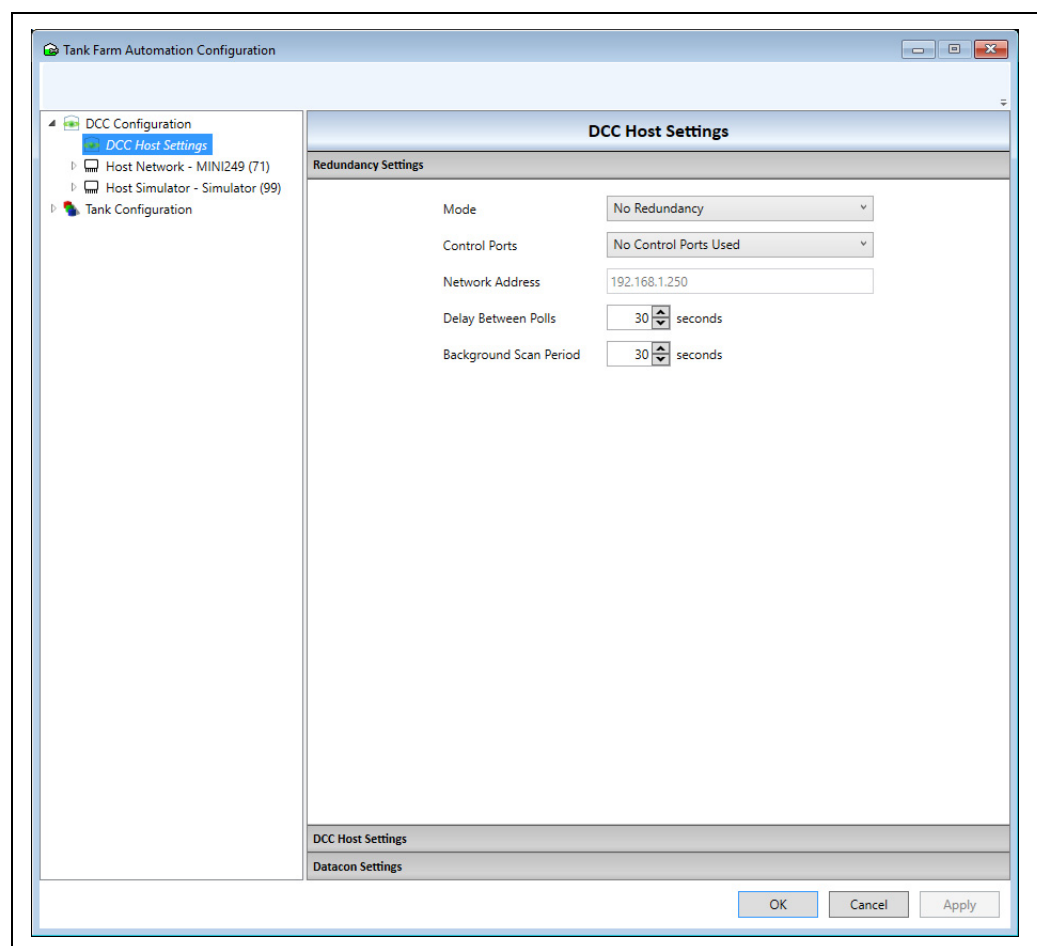 Tank Farm Automation Configuration
DCC Configuration
DCC Host Settings
Host Network - MINI249 (71)
Host Simulator - Simulator (99)
Tank Configuration
DCC Host Settings
Redundancy Settings
Mode No Redundancy
Control Ports No Control Ports Used
Network Address 192.168.1.250
Delay Between Polls 30 seconds
Background Scan Period 30 seconds
DCC Host Settings
Datacon Settings
OK Cancel Apply